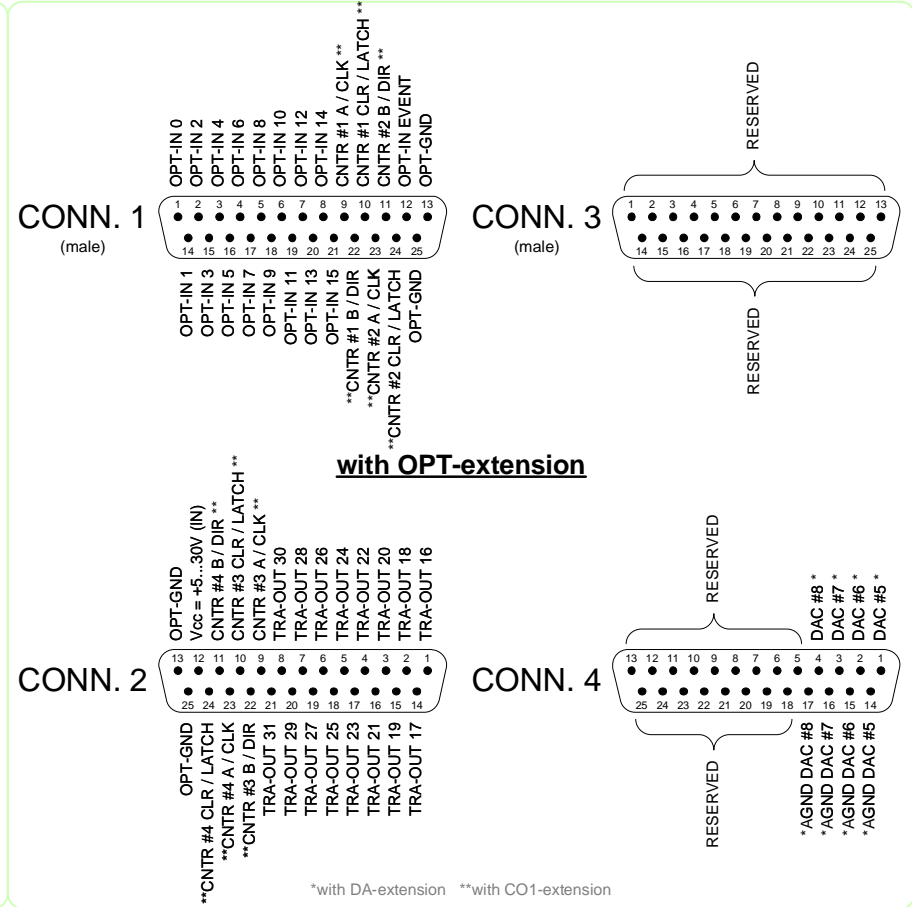 OPT-IN 0
OPT-IN 2
OPT-IN 4
OPT-IN 6
OPT-IN 8
OPT-IN 10
OPT-IN 12
OPT-IN 14
CNTR #1 A / CLK **
CNTR #1 CLR / LATCH **
CNTR #2 B / DIR **
OPT-IN EVENT
OPT-GND
CONN. 1
(male)
1 2 3 4 5 6 7 8 9 10 11 12 13
14 15 16 17 18 19 20 21 22 23 24 25
OPT-IN 1
OPT-IN 3
OPT-IN 5
OPT-IN 7
OPT-IN 9
OPT-IN 11
OPT-IN 13
OPT-IN 15
**CNTR #1 B / DIR
**CNTR #2 A / CLK
**CNTR #2 CLR / LATCH
OPT-GND
RESERVED
CONN. 3
(male)
1 2 3 4 5 6 7 8 9 10 11 12 13
14 15 16 17 18 19 20 21 22 23 24 25
RESERVED
with OPT-extension
OPT-GND
Vcc = +5...30V (IN)
CNTR #4 B / DIR **
CNTR #3 CLR / LATCH **
CNTR #3 A / CLK **
TRA-OUT 30
TRA-OUT 28
TRA-OUT 26
TRA-OUT 24
TRA-OUT 22
TRA-OUT 20
TRA-OUT 18
TRA-OUT 16
CONN. 2
13 12 11 10 9 8 7 6 5 4 3 2 1
25 24 23 22 21 20 19 18 17 16 15 14
OPT-GND
**CNTR #4 CLR / LATCH
**CNTR #4 A / CLK
**CNTR #3 B / DIR
TRA-OUT 31
TRA-OUT 29
TRA-OUT 27
TRA-OUT 25
TRA-OUT 23
TRA-OUT 21
TRA-OUT 19
TRA-OUT 17
RESERVED
DAC #8 *
DAC #7 *
DAC #6 *
DAC #5 *
CONN. 4
13 12 11 10 9 8 7 6 5 4 3 2 1
25 24 23 22 21 20 19 18 17 16 15 14
RESERVED
*AGND DAC #8
*AGND DAC #7
*AGND DAC #6
*AGND DAC #5
*with DA-extension **with CO1-extension